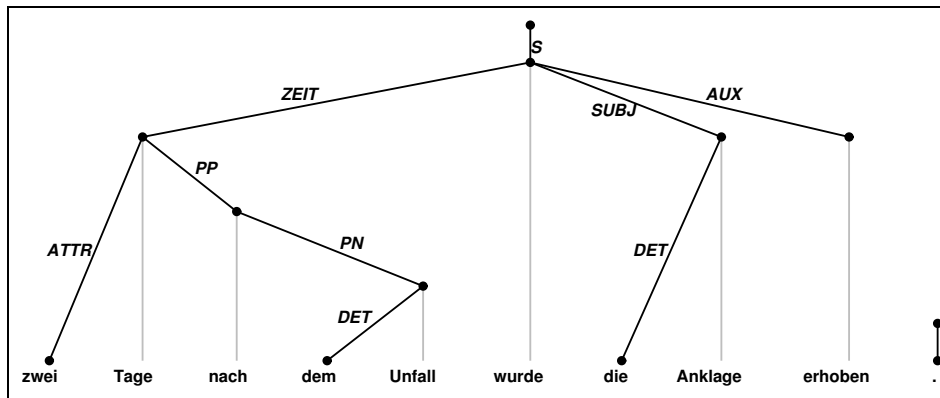 S
ZEIT SUBJ AUX
PP
ATTR PN DET
DET
zwei Tage nach dem Unfall wurde die Anklage erhoben .